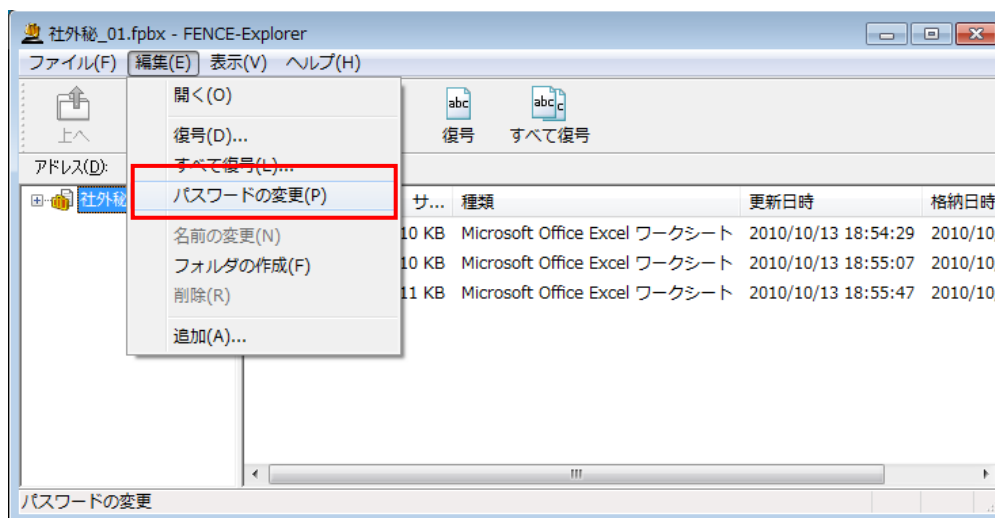 社外秘_01.fpbx - FENCE-Explorer
ファイル(F) 編集(E) 表示(V) ヘルプ(H)
上へ
復号 すべて復号
アドレス(D):
開く(O)
復号(D)...
すべて復号(L)...
パスワードの変更(P)
名前の変更(N)
フォルダの作成(F)
削除(R)
追加(A)...
社外秘
サ... 種類 更新日時 格納日時
10 KB Microsoft Office Excel ワークシート 2010/10/13 18:54:29 2010/10
10 KB Microsoft Office Excel ワークシート 2010/10/13 18:55:07 2010/10
11 KB Microsoft Office Excel ワークシート 2010/10/13 18:55:47 2010/10
パスワードの変更